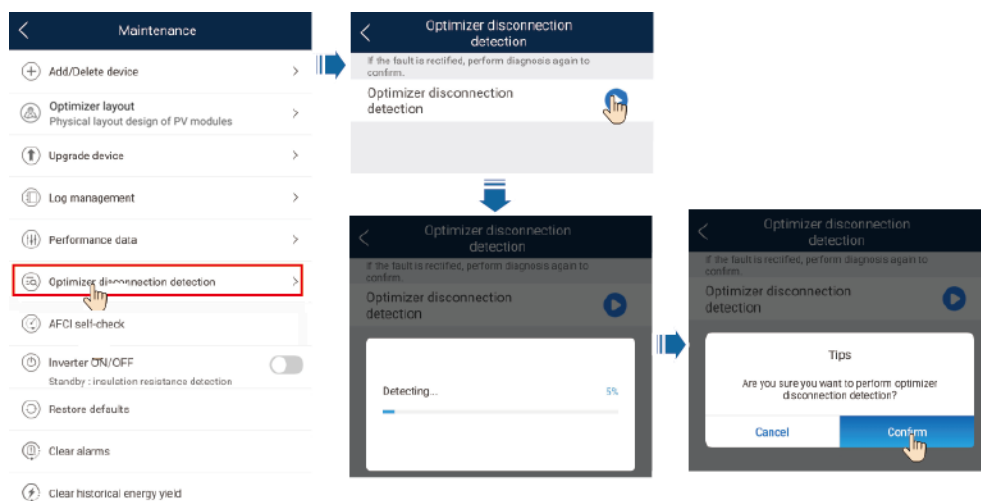 Maintenance
Add/Delete device
Optimizer layout
Physical layout design of PV modules
Upgrade device
Log management
Performance data
Optimizer disconnection detection
AFCI self-check
Inverter ON/OFF
Standby : insulation resistance detection
Restore defaults
Clear alarms
Clear historical energy yield
Optimizer disconnection
detection
If the fault is rectified, perform diagnosis again to
confirm.
Optimizer disconnection
detection
Optimizer disconnection
detection
If the fault is rectified, perform diagnosis again to
confirm.
Optimizer disconnection
detection
Detecting... 5%
Optimizer disconnection
detection
If the fault is rectified, perform diagnosis again to
confirm.
Optimizer disconnection
detection
Tips
Are you sure you want to perform optimizer
disconnection detection?
Cancel Confirm